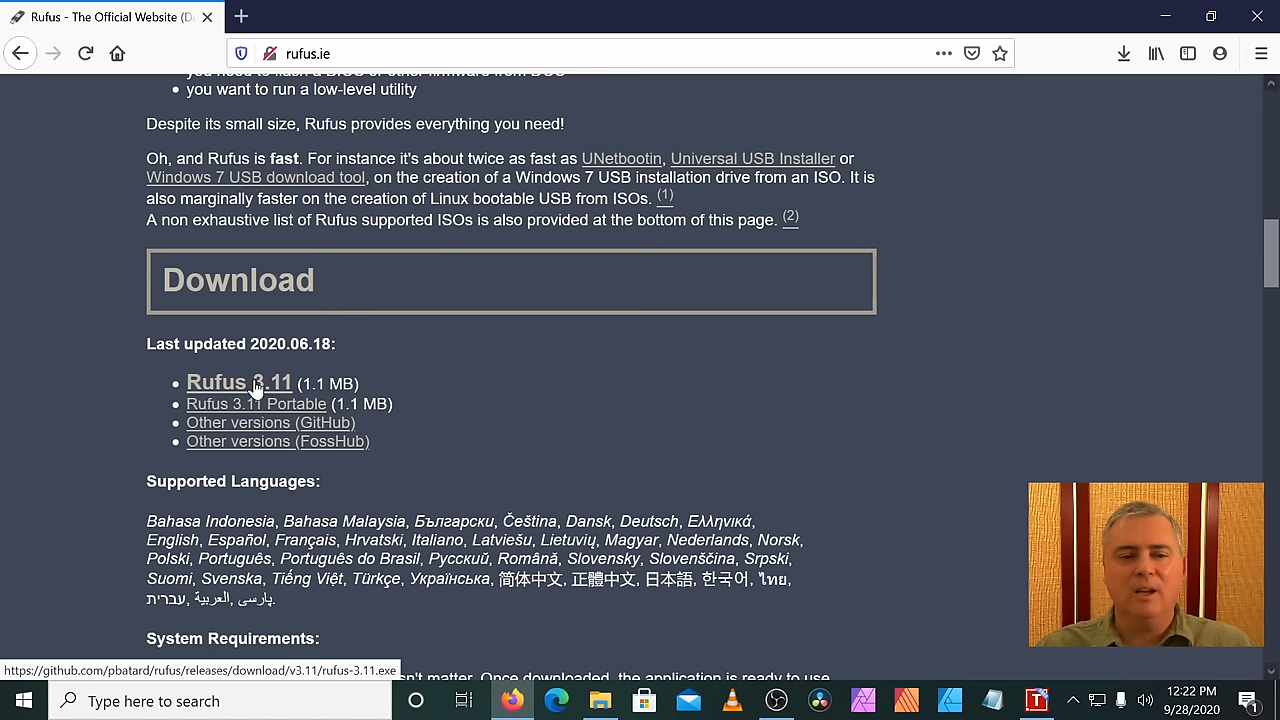 Rufus - The Official Website (D
rufus.ie
you want to run a low-level utility
Despite its small size, Rufus provides everything you need!
Oh, and Rufus is fast. For instance it's about twice as fast as UNetbootin, Universal USB Installer or
Windows 7 USB download tool, on the creation of a Windows 7 USB installation drive from an ISO. It is
also marginally faster on the creation of Linux bootable USB from ISOs. (1)
A non exhaustive list of Rufus supported ISOs is also provided at the bottom of this page. (2)
Download
Last updated 2020.06.18:
Rufus 3.11 (1.1 MB)
Rufus 3.11 Portable (1.1 MB)
Other versions (GitHub)
Other versions (FossHub)
Supported Languages:
Bahasa Indonesia, Bahasa Malaysia, Български, Čeština, Dansk, Deutsch, Ελληνικά,
English, Español, Français, Hrvatski, Italiano, Latviešu, Lietuvių, Magyar, Nederlands, Norsk,
Polski, Português, Português do Brasil, Русский, Română, Slovensky, Slovenščina, Srpski,
Suomi, Svenska, Tiếng Việt, Türkçe, Українська, 简体中文, 正體中文, 日本語, 한국어, ไทย,
עברית, العربية, پارسی.
System Requirements:
https://github.com/pbatard/rufus/releases/download/v3.11/rufus-3.11.exe
n't matter. Once downloaded, the application is ready to use
Type here to search
12:22 PM
9/28/2020
1